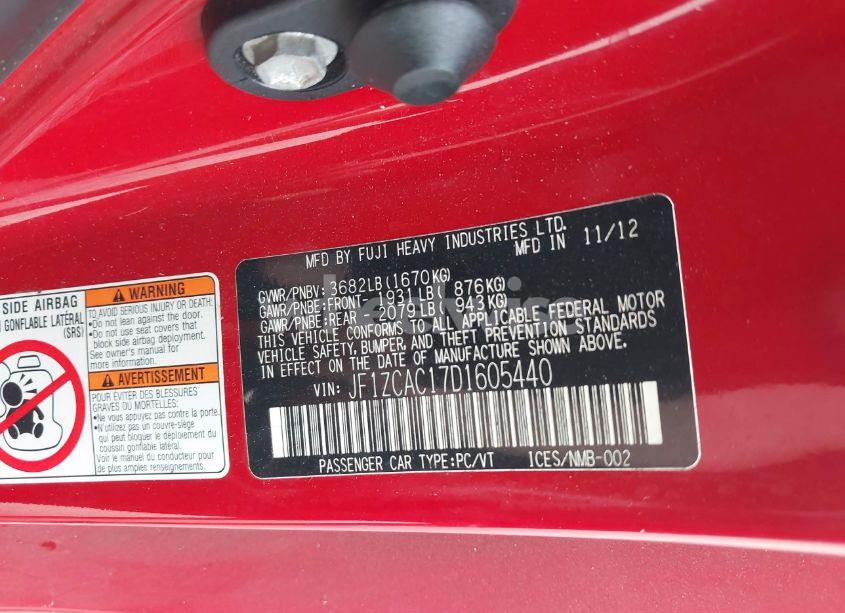 MFD BY FUJI HEAVY INDUSTRIES LTD.
MFD IN 11/12
GVWR/PNBV: 3682LB(1670KG)
GAWR/PNBE:FRONT- 1931LB( 876KG)
GAWR/PNBE:REAR - 2079LB( 943KG)
THIS VEHICLE CONFORMS TO ALL APPLICABLE FEDERAL MOTOR
VEHICLE SAFETY, BUMPER, AND THEFT PREVENTION STANDARDS
IN EFFECT ON THE DATE OF MANUFACTURE SHOWN ABOVE.
VIN: JF1ZCAC17D1605440
PASSENGER CAR TYPE:PC/VT ICES/NMB-002
SIDE AIRBAG
GONFLABLE LATÉRAL
(SRS)
WARNING
TO AVOID SERIOUS INJURY OR DEATH:
•Do not lean against the door.
•Do not use seat covers that
block side airbag deployment.
See owner's manual for
more information.
POUR ÉVITER DES BLESSURES
GRAVES OU MORTELLES:
•Ne vous appuyez pas contre la porte.
•N'utilisez pas un couvre-siège
qui peut bloquer le déploiement du
coussin gonflable latéral.
Voir le manuel du conducteur pour
de plus amples renseignements.